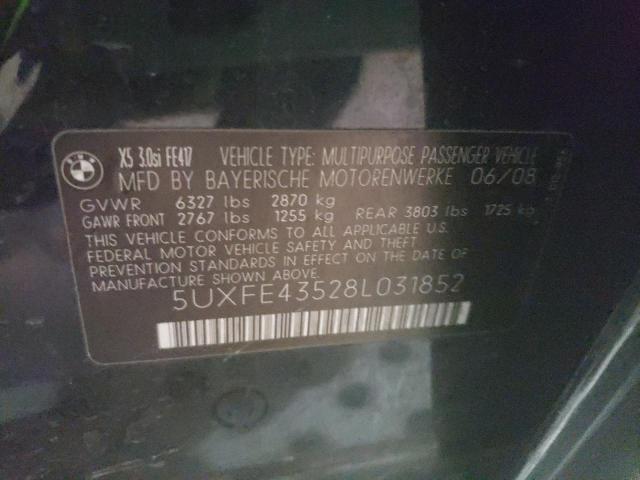 X5 3.0si FE417 VEHICLE TYPE: MULTIPURPOSE PASSENGER VEHICLE
MFD BY BAYERISCHE MOTORENWERKE 06/08
GVWR 6327 lbs 2870 kg
GAWR FRONT 2767 lbs 1255 kg REAR 3803 lbs 1725 kg
THIS VEHICLE CONFORMS TO ALL APPLICABLE U.S.
FEDERAL MOTOR VEHICLE SAFETY AND THEFT
PREVENTION STANDARDS IN EFFECT ON THE DATE OF
MANUFACTURE SHOWN ABOVE.
5UXFE43528L031852